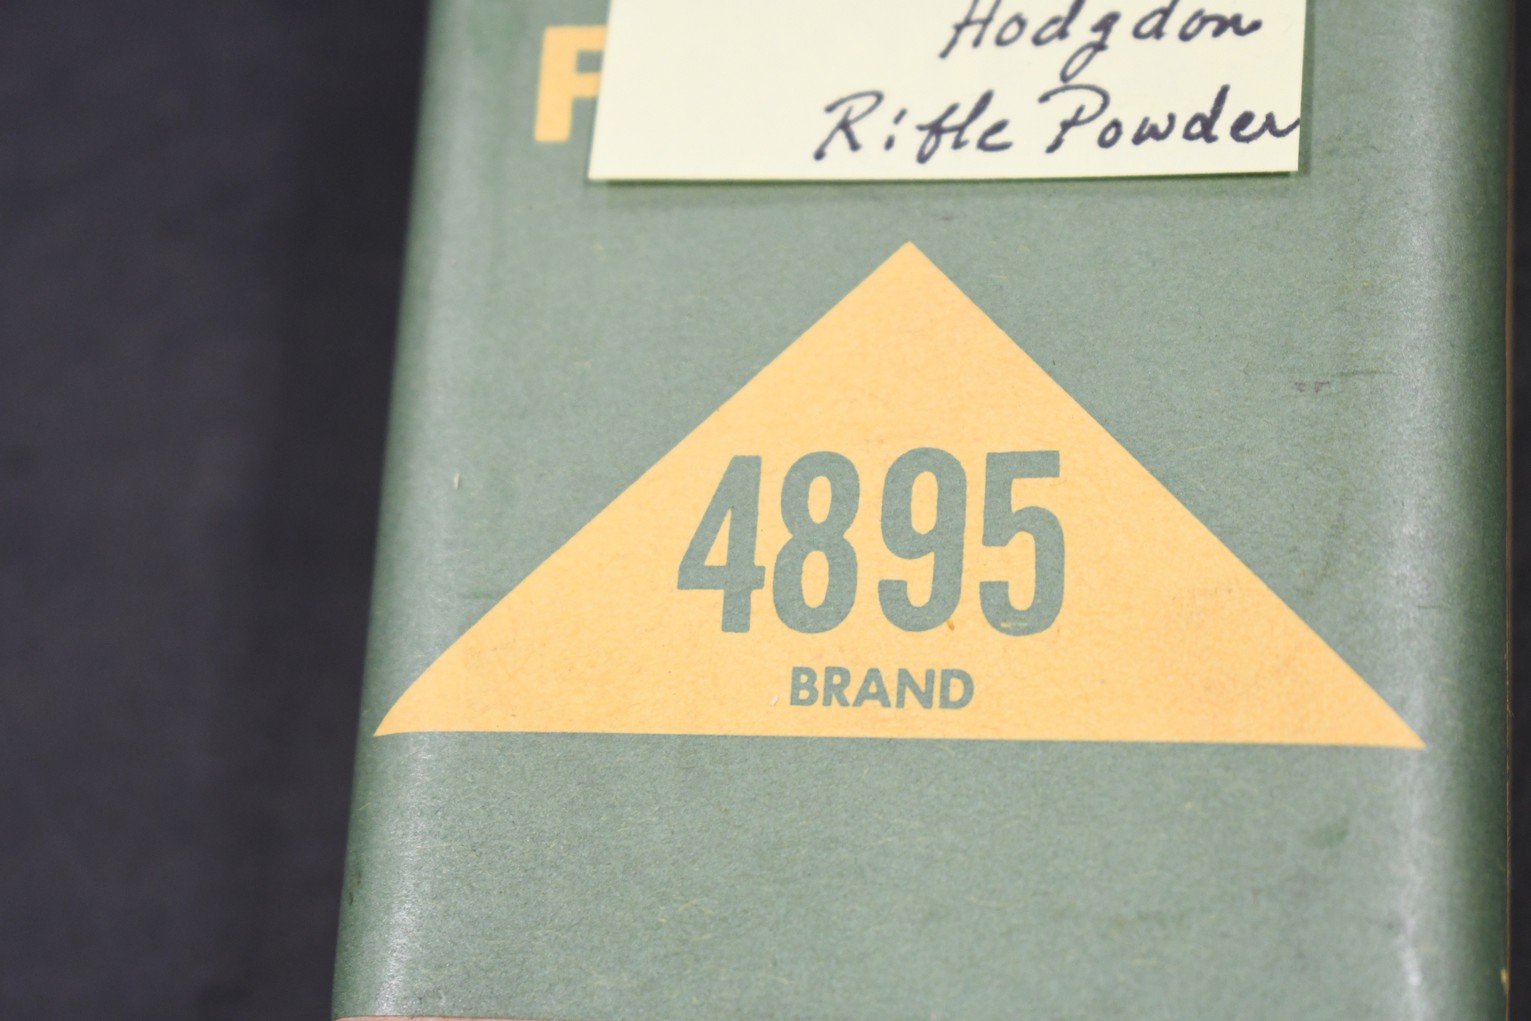 Hodgdon
Rifle Powder
4895
BRAND